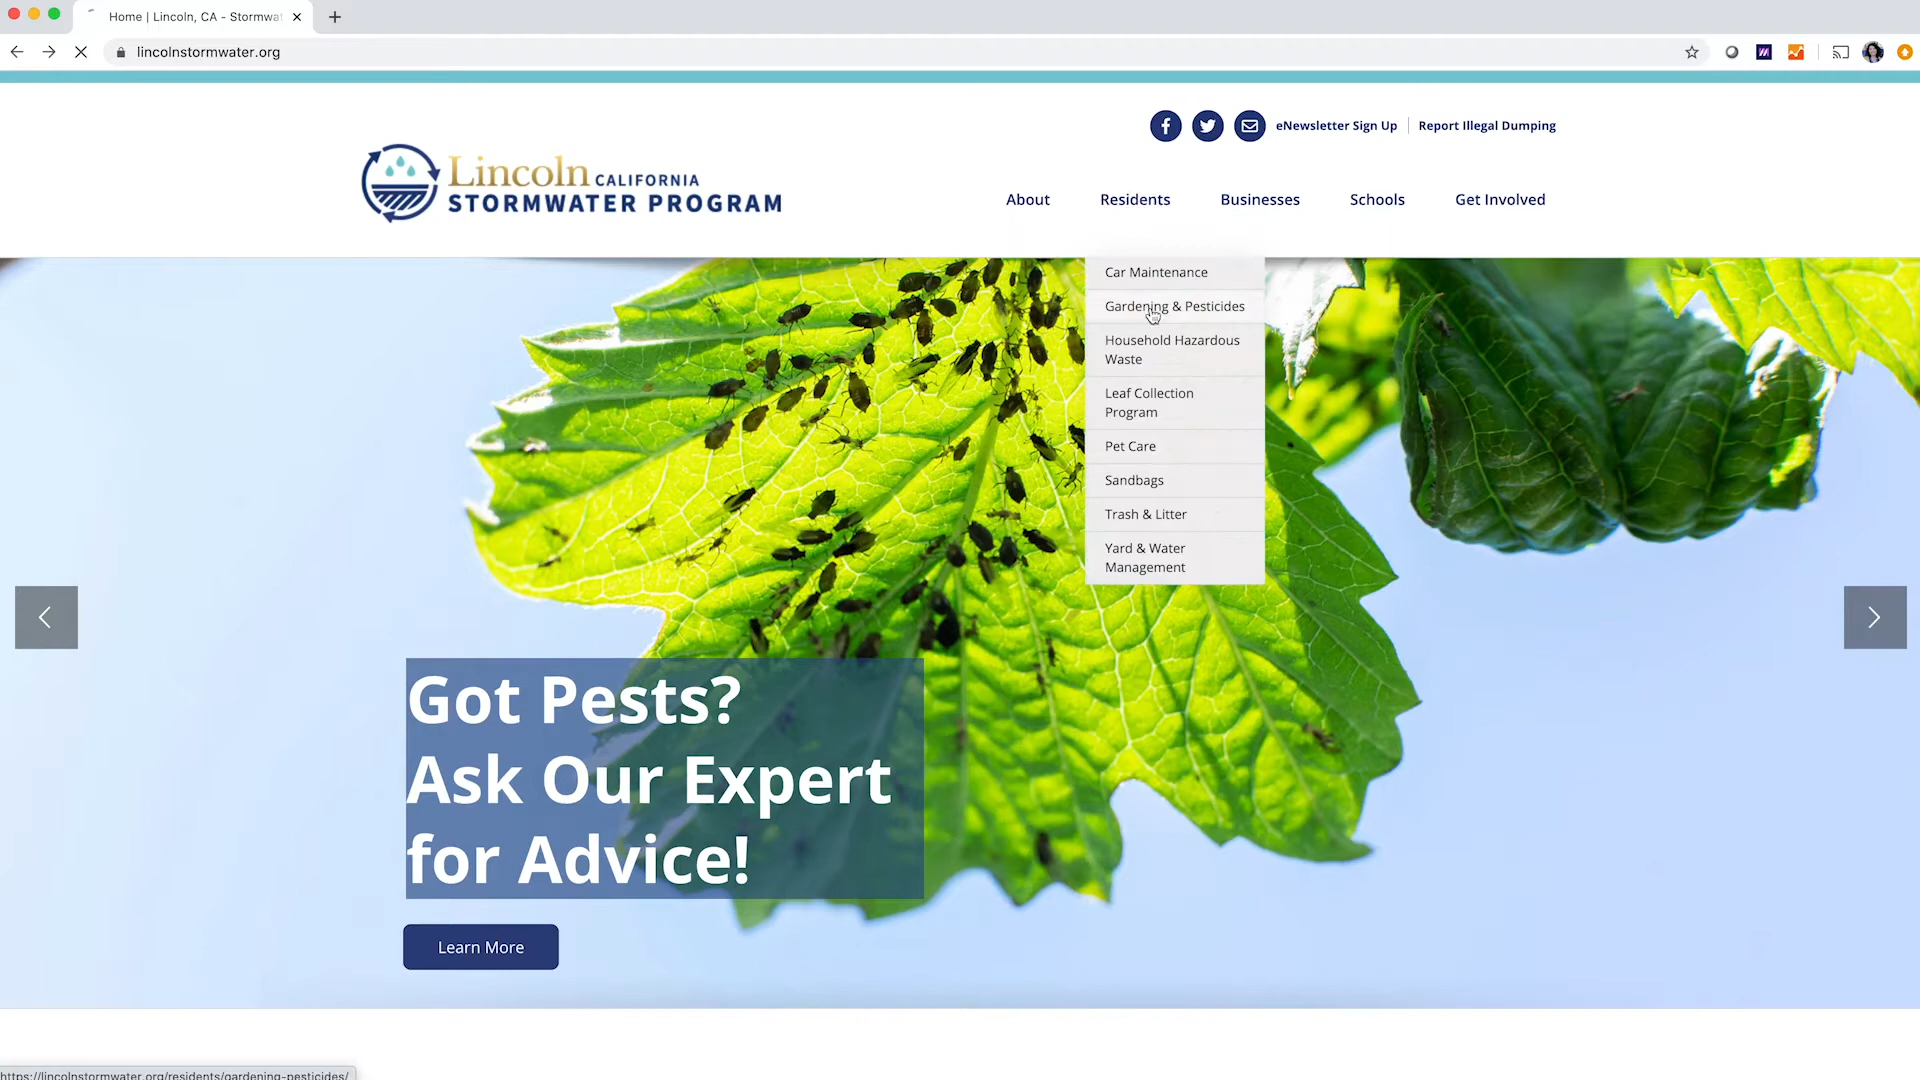 Home | Lincoln, CA - Stormwa
lincolnstormwater.org
eNewsletter Sign Up
Report Illegal Dumping
Lincoln CALIFORNIA
STORMWATER PROGRAM
About
Residents
Businesses
Schools
Get Involved
Car Maintenance
Gardening & Pesticides
Household Hazardous
Waste
Leaf Collection
Program
Pet Care
Sandbags
Trash & Litter
Yard & Water
Management
Got Pests?
Ask Our Expert
for Advice!
Learn More
https://lincolnstormwater.org/residents/gardening-pesticides/